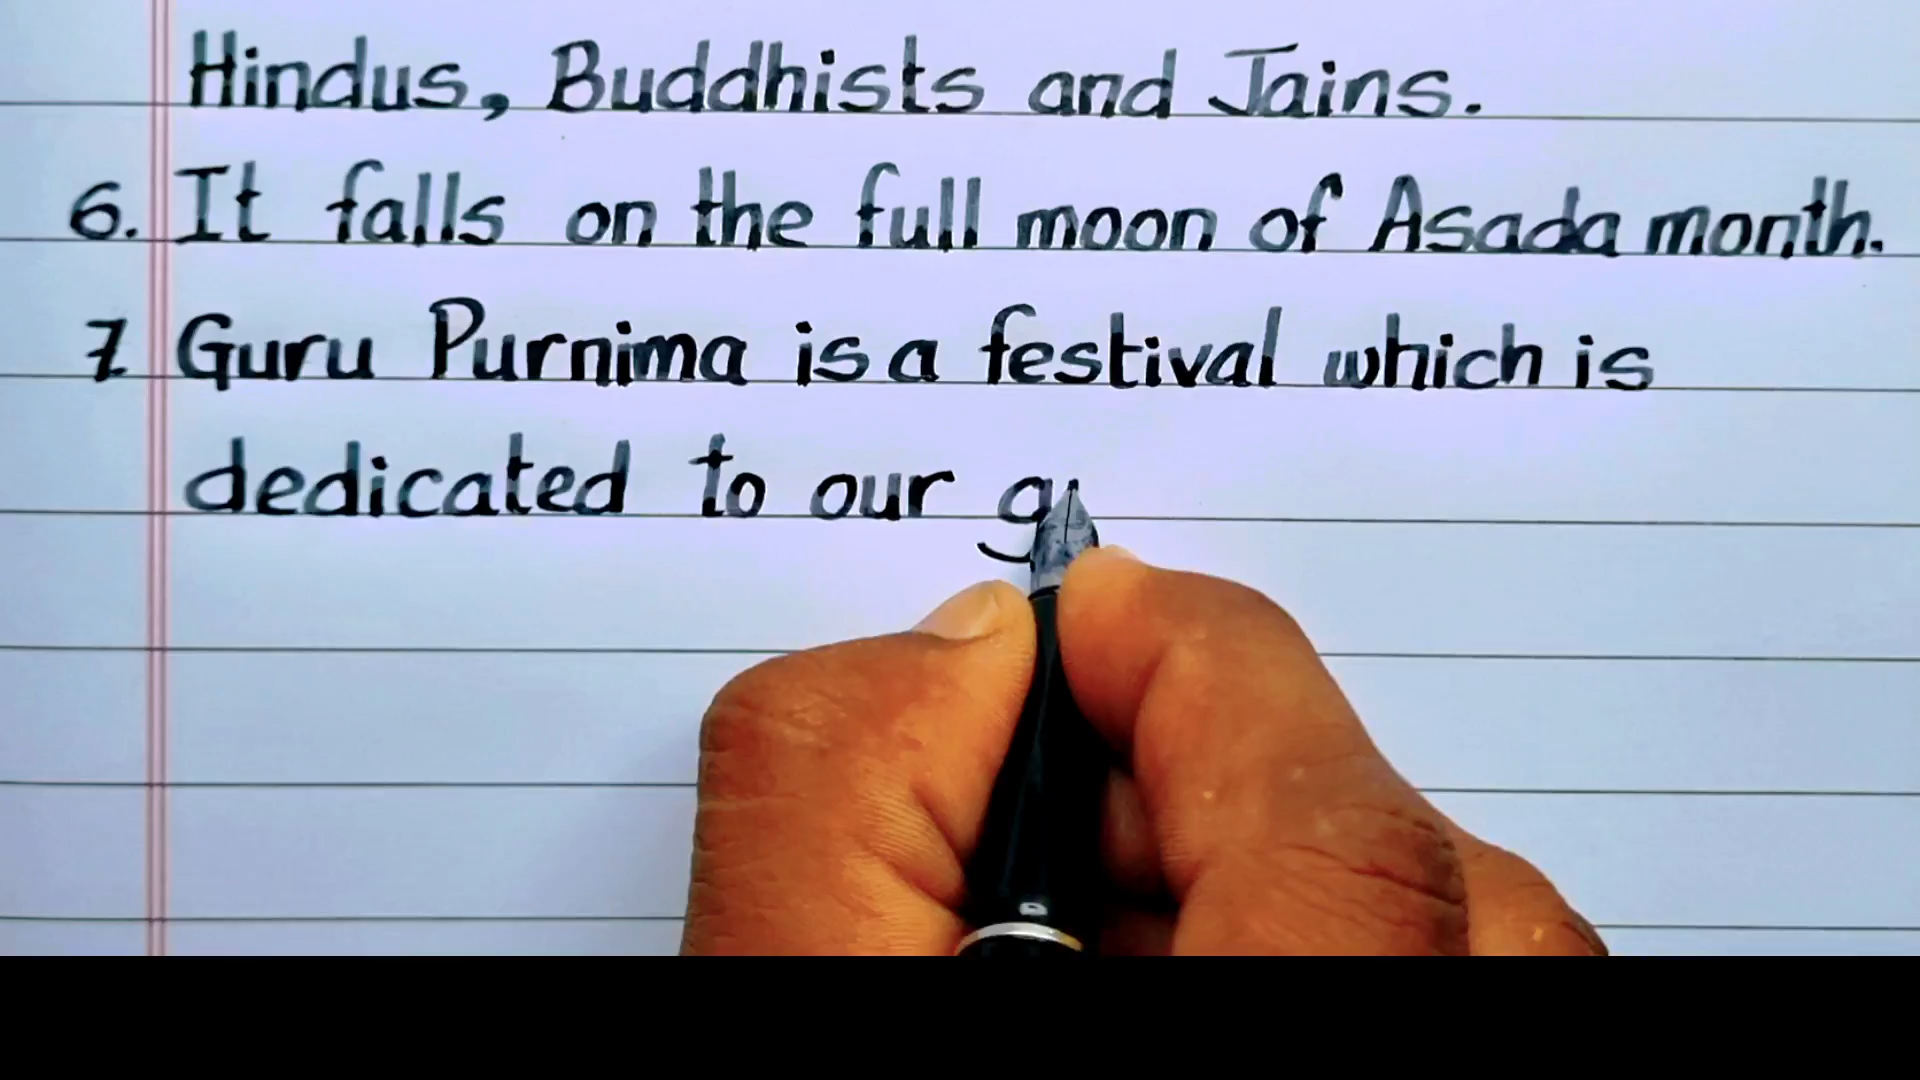 Hindus, Buddhists and Jains.
6. It falls on the full moon of Asada month.
7 Guru Purnima is a festival which is
dedicated to our